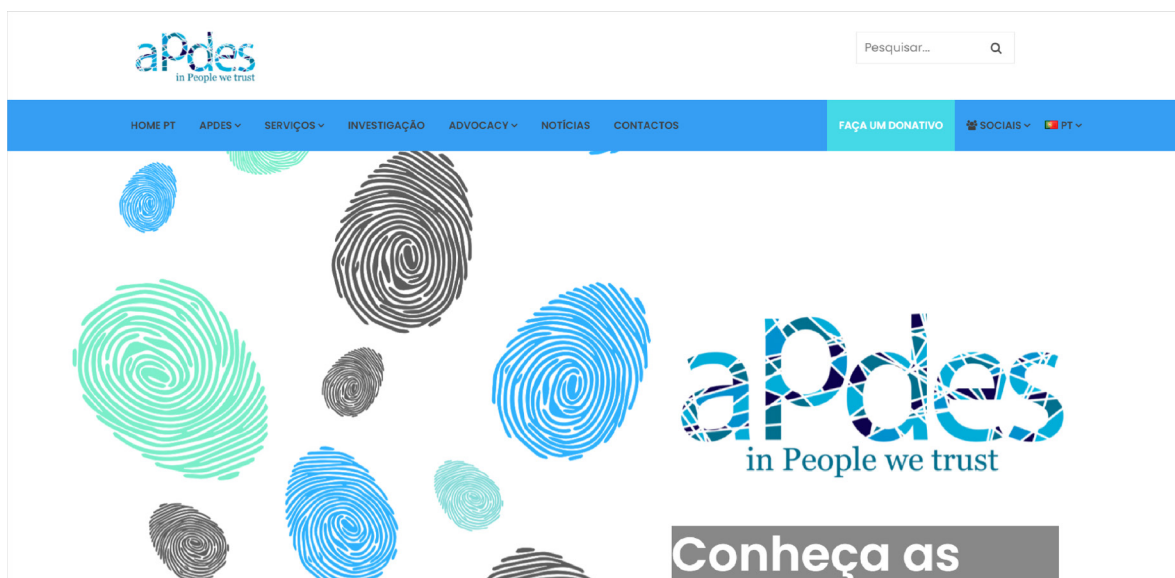 aPdes
in People we trust
Pesquisar...
HOME PT APDES SERVIÇOS INVESTIGAÇÃO ADVOCACY NOTÍCIAS CONTACTOS FAÇA UM DONATIVO SOCIAIS PT
aPdes
in People we trust
Conheça as